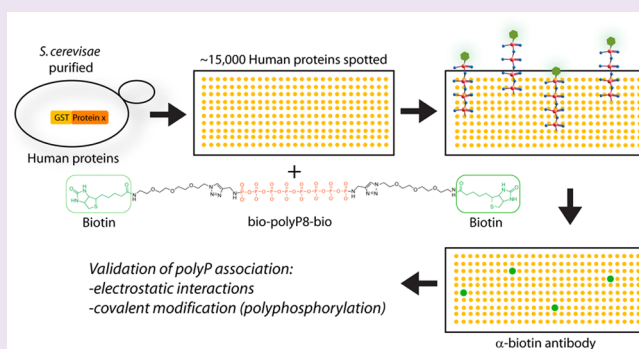 S. cerevisae
purified
GST Protein x
Human proteins
~15,000 Human proteins spotted
+
Biotin
bio-polyP8-bio
Biotin
Validation of polyP association:
-electrostatic interactions
-covalent modification (polyphosphorylation)
α-biotin antibody